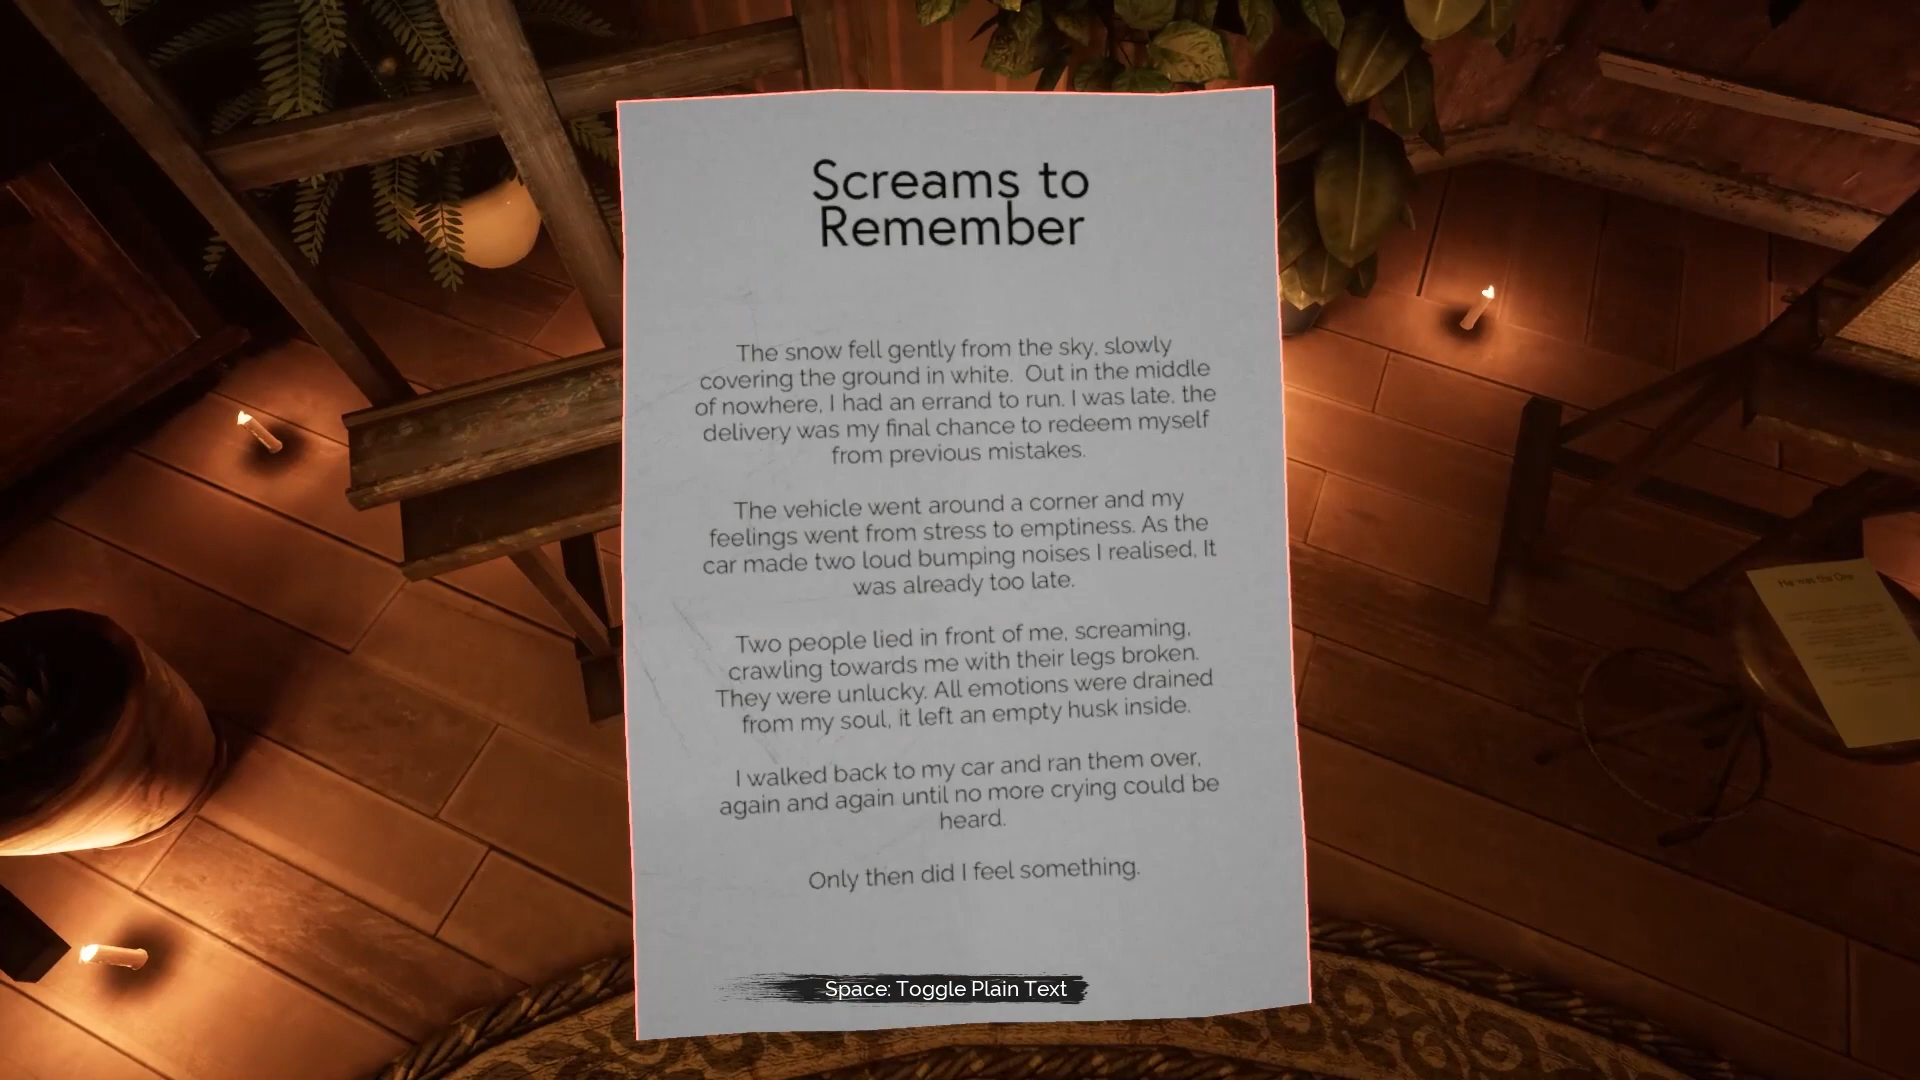 Screams to
Remember
The snow fell gently from the sky, slowly
covering the ground in white.  Out in the middle
of nowhere, I had an errand to run. I was late, the
delivery was my final chance to redeem myself
from previous mistakes.
The vehicle went around a corner and my
feelings went from stress to emptiness. As the
car made two loud bumping noises I realised, It
was already too late.
Two people lied in front of me, screaming,
crawling towards me with their legs broken.
They were unlucky. All emotions were drained
from my soul, it left an empty husk inside.
I walked back to my car and ran them over,
again and again until no more crying could be
heard.
Only then did I feel something.
Space: Toggle Plain Text